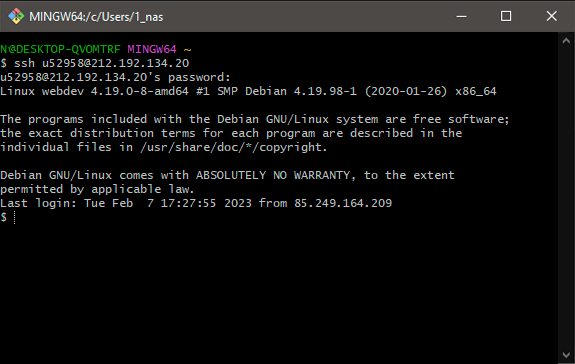 MINGW64:/c/Users/1_nas
N@DESKTOP-QVOMTRF MINGW64 ~
$ ssh u52958@212.192.134.20
u52958@212.192.134.20's password:
Linux webdev 4.19.0-8-amd64 #1 SMP Debian 4.19.98-1 (2020-01-26) x86_64
The programs included with the Debian GNU/Linux system are free software;
the exact distribution terms for each program are described in the
individual files in /usr/share/doc/*/copyright.
Debian GNU/Linux comes with ABSOLUTELY NO WARRANTY, to the extent
permitted by applicable law.
Last login: Tue Feb  7 17:27:55 2023 from 85.249.164.209
$